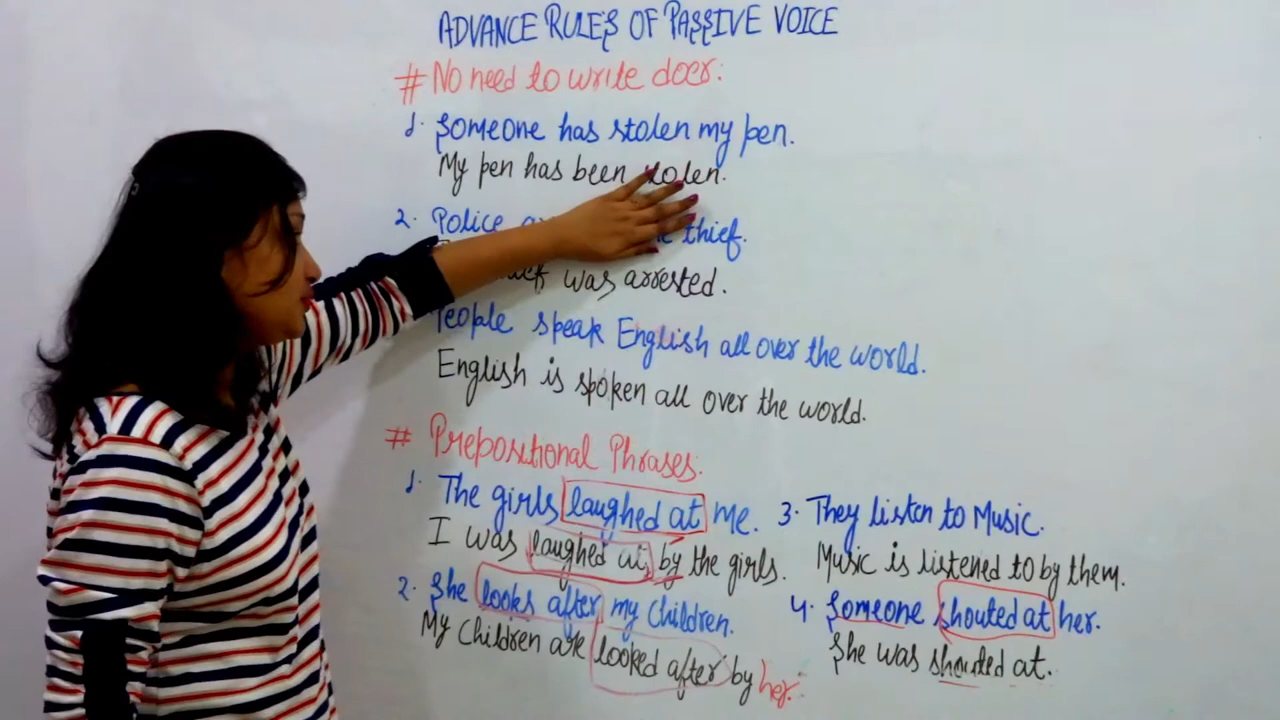 ADVANCE RULES OF PASSIVE VOICE
# No need to write doer:
1. Someone has stolen my pen.
My pen has been stolen.
2. Police thief.
was arrested.
People speak English all over the world.
English is spoken all over the world.
# Prepositional Phrases:
1. The girls laughed at me.
I was laughed at by the girls.
2. She looks after my children.
My Children are looked after by her.
3. They listen to Music.
Music is listened to by them.
4. Someone shouted at her.
She was shouted at.